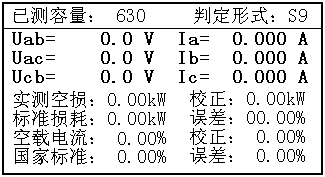 已测容量： 630 判定形式：S9
Uab= 0.0 V Ia= 0.000 A
Uac= 0.0 V Ib= 0.000 A
Ucb= 0.0 V Ic= 0.000 A
实测空损：0.00kW 校正：0.00kW
标准损耗：0.00kW 误差：00.00%
空载电流：0.00% 校正：0.00%
国家标准：0.00% 误差：0.00%